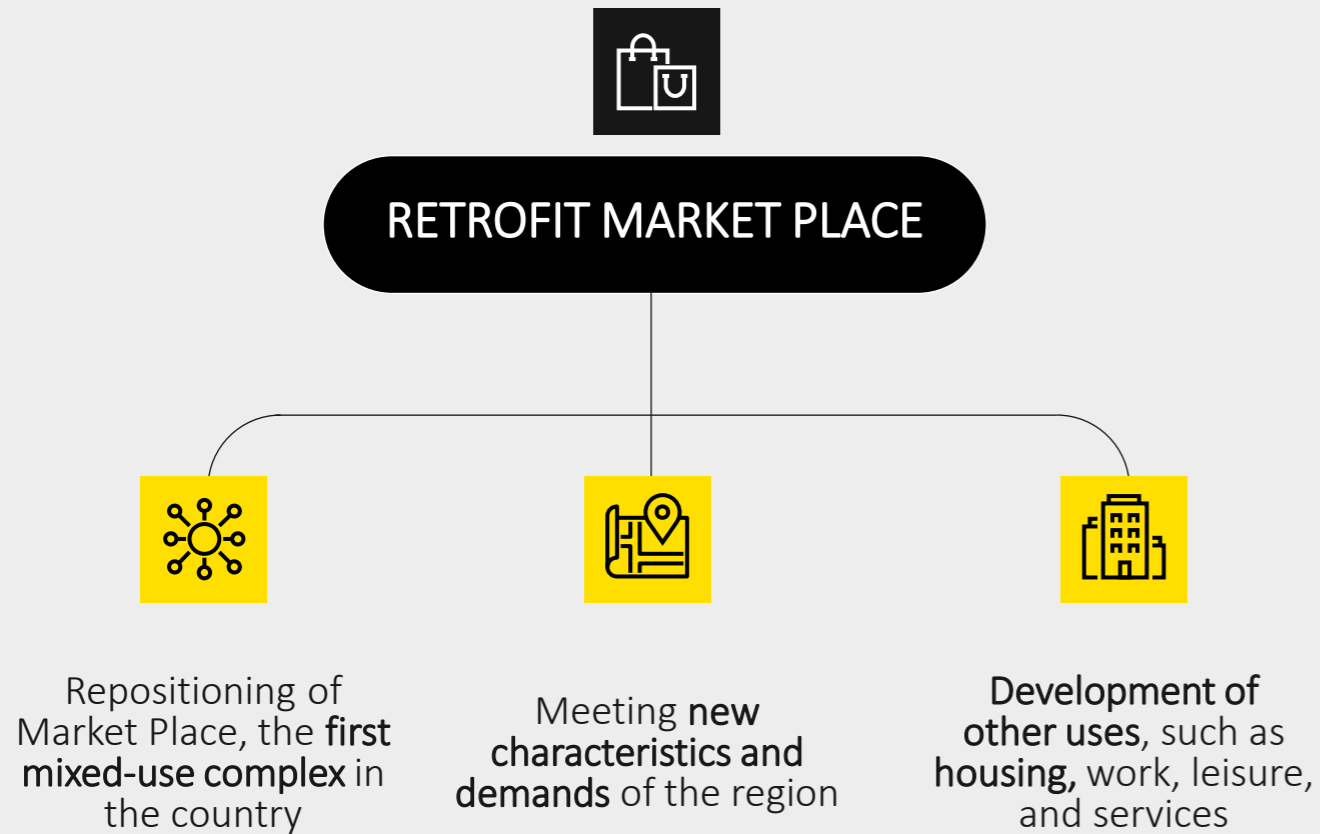 RETROFIT MARKET PLACE
Repositioning of
Market Place, the first
mixed-use complex in
the country
Meeting new
characteristics and
demands of the region
Development of
other uses, such as
housing, work, leisure,
and services